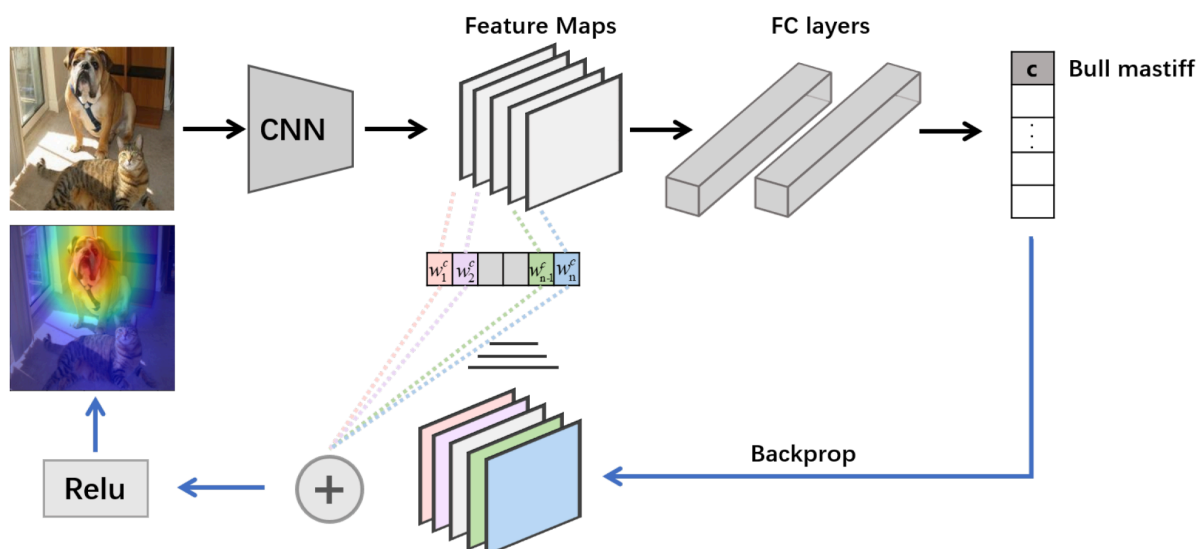 Feature Maps
FC layers
CNN
c
Bull mastiff
w₁ᶜ w₂ᶜ wₙ₋₁ᶜ wₙᶜ
Backprop
Relu
+